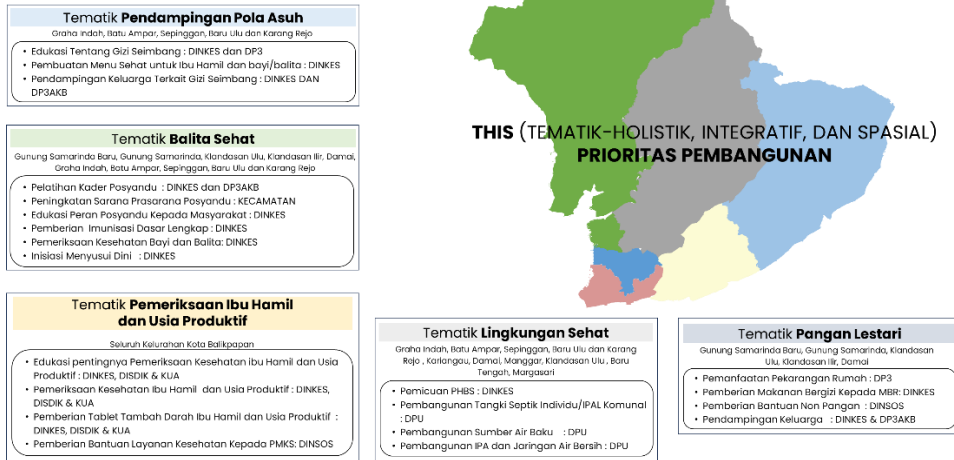 Tematik Pendampingan Pola Asuh
Graha Indah, Batu Ampar, Sepinggan, Baru Ulu dan Karang Rejo
• Edukasi Tentang Gizi Seimbang : DINKES dan DP3
• Pembuatan Menu Sehat untuk Ibu Hamil dan bayi/balita : DINKES
• Pendampingan Keluarga Terkait Gizi Seimbang : DINKES DAN
DP3AKB
Tematik Balita Sehat
Gunung Samarinda Baru, Gunung Samarinda, Klandasan Ulu, Klandasan Ilir, Damai,
Graha Indah, Batu Ampar, Sepinggan, Baru Ulu dan Karang Rejo
• Pelatihan Kader Posyandu : DINKES dan DP3AKB
• Peningkatan Sarana Prasarana Posyandu : KECAMATAN
• Edukasi Peran Posyandu Kepada Masyarakat : DINKES
• Pemberian Imunisasi Dasar Lengkap : DINKES
• Pemeriksaan Kesehatan Bayi dan Balita: DINKES
• Inisiasi Menyusui Dini : DINKES
Tematik Pemeriksaan Ibu Hamil
dan Usia Produktif
Seluruh Kelurahan Kota Balikpapan
• Edukasi pentingnya Pemeriksaan Kesehatan ibu Hamil dan Usia
Produktif : DINKES, DISDIK & KUA
• Pemeriksaan Kesehatan Ibu Hamil dan Usia Produktif : DINKES,
DISDIK & KUA
• Pemberian Tablet Tambah Darah Ibu Hamil dan Usia Produktif :
DINKES, DISDIK & KUA
• Pemberian Bantuan Layanan Kesehatan Kepada PMKS: DINSOS
THIS (TEMATIK-HOLISTIK, INTEGRATIF, DAN SPASIAL)
PRIORITAS PEMBANGUNAN
Tematik Lingkungan Sehat
Graha Indah, Batu Ampar, Sepinggan, Baru Ulu dan Karang
Rejo , Kariangau, Damai, Manggar, Klandasan Ulu , Baru
Tengah, Margasari
• Pemicuan PHBS : DINKES
• Pembangunan Tangki Septik Individu/IPAL Komunal
: DPU
• Pembangunan Sumber Air Baku : DPU
• Pembangunan IPA dan Jaringan Air Bersih : DPU
Tematik Pangan Lestari
Gunung Samarinda Baru, Gunung Samarinda, Klandasan
Ulu, Klandasan Ilir, Damai
• Pemanfaatan Pekarangan Rumah : DP3
• Pemberian Makanan Bergizi Kepada MBR: DINKES
• Pemberian Bantuan Non Pangan : DINSOS
• Pendampingan Keluarga : DINKES & DP3AKB